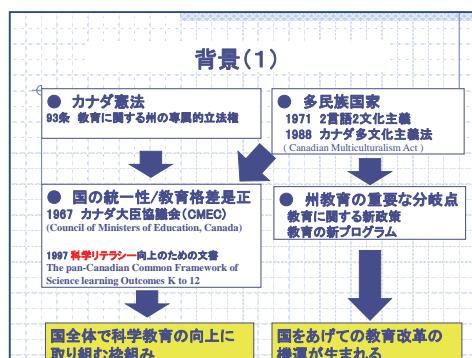 背景（１）
● カナダ憲法
93条 教育に関する州の専属的立法権
● 多民族国家
1971 2言語2文化主義
1988 カナダ多文化主義法
( Canadian Multiculturalism Act )
● 国の統一性/教育格差是正
1967 カナダ大臣協議会（CMEC）
(Council of Ministers of Education, Canada)
1997 科学リテラシー向上のための文書
The pan-Canadian Common Framework of
Science learning Outcomes K to 12
● 州教育の重要な分岐点
教育に関する新政策
教育の新プログラム
国全体で科学教育の向上に
取り組む枠組み
国をあげての教育改革の
機運が生まれる